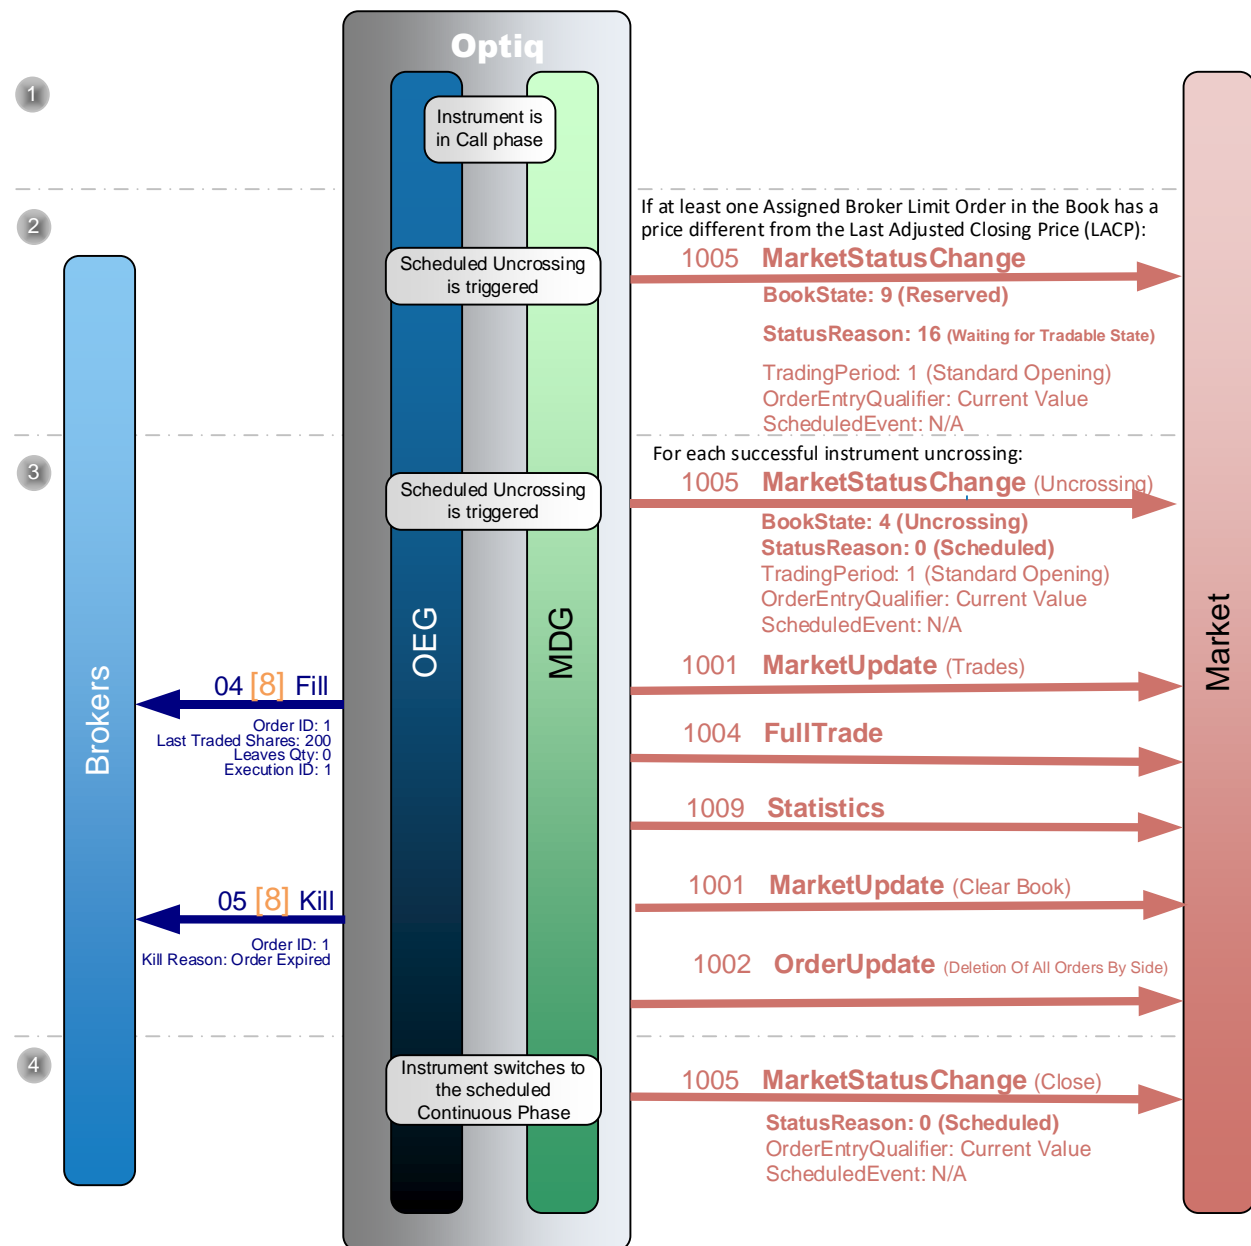 Optiq
1
Instrument is
in Call phase
2
If at least one Assigned Broker Limit Order in the Book has a
price different from the Last Adjusted Closing Price (LACP):
Scheduled Uncrossing
is triggered
1005 MarketStatusChange
BookState: 9 (Reserved)
StatusReason: 16 (Waiting for Tradable State)
TradingPeriod: 1 (Standard Opening)
OrderEntryQualifier: Current Value
ScheduledEvent: N/A
3
For each successful instrument uncrossing:
Scheduled Uncrossing
is triggered
1005 MarketStatusChange (Uncrossing)
BookState: 4 (Uncrossing)
StatusReason: 0 (Scheduled)
TradingPeriod: 1 (Standard Opening)
OrderEntryQualifier: Current Value
ScheduledEvent: N/A
Brokers
OEG
MDG
Market
04 [8] Fill
Order ID: 1
Last Traded Shares: 200
Leaves Qty: 0
Execution ID: 1
1001 MarketUpdate (Trades)
1004 FullTrade
1009 Statistics
05 [8] Kill
Order ID: 1
Kill Reason: Order Expired
1001 MarketUpdate (Clear Book)
1002 OrderUpdate (Deletion Of All Orders By Side)
4
Instrument switches to
the scheduled
Continuous Phase
1005 MarketStatusChange (Close)
StatusReason: 0 (Scheduled)
OrderEntryQualifier: Current Value
ScheduledEvent: N/A